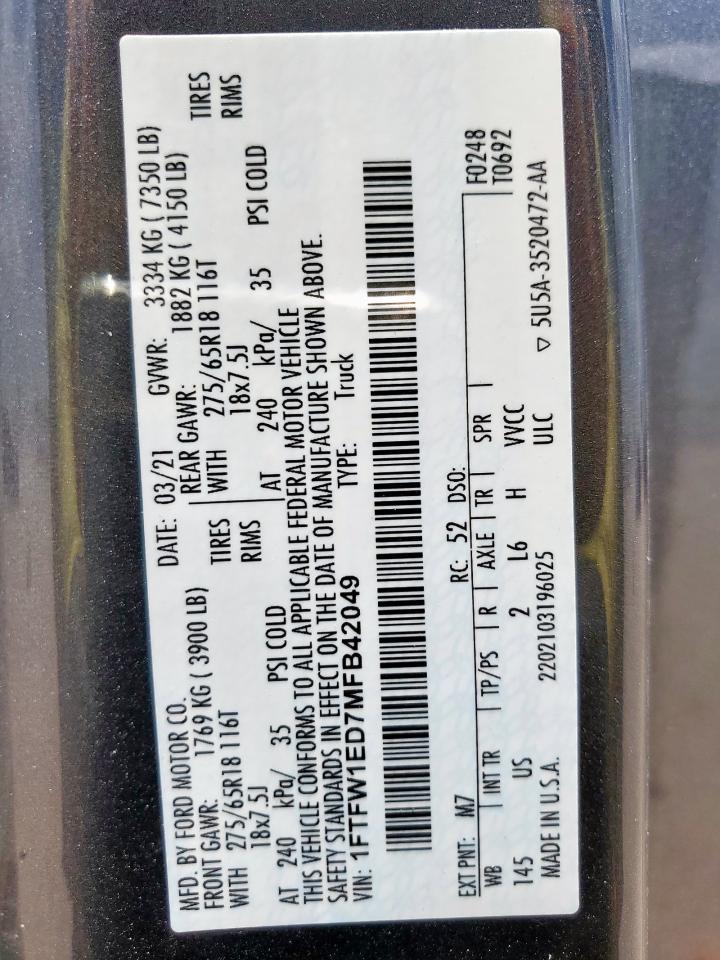 MFD. BY FORD MOTOR CO. DATE: 03/21 GVWR: 3334 KG ( 7350 LB)
FRONT GAWR: 1769 KG ( 3900 LB) REAR GAWR: 1882 KG ( 4150 LB)
WITH 275/65R18 116T TIRES WITH 275/65R18 116T TIRES
18x7.5J RIMS 18x7.5J RIMS
AT 240 kPa/ 35 PSI COLD AT 240 kPa/ 35 PSI COLD
THIS VEHICLE CONFORMS TO ALL APPLICABLE FEDERAL MOTOR VEHICLE
SAFETY STANDARDS IN EFFECT ON THE DATE OF MANUFACTURE SHOWN ABOVE.
VIN: 1FTFW1ED7MFB42049 TYPE: Truck
EXT PNT: M7 RC: 52 DSO: F0248
WB INT TR TP/PS R AXLE TR SPR T0692
145 US 2 L6 H VVCC
MADE IN U.S.A. 2202103196025 ULC ▽ 5U5A-3520472-AA